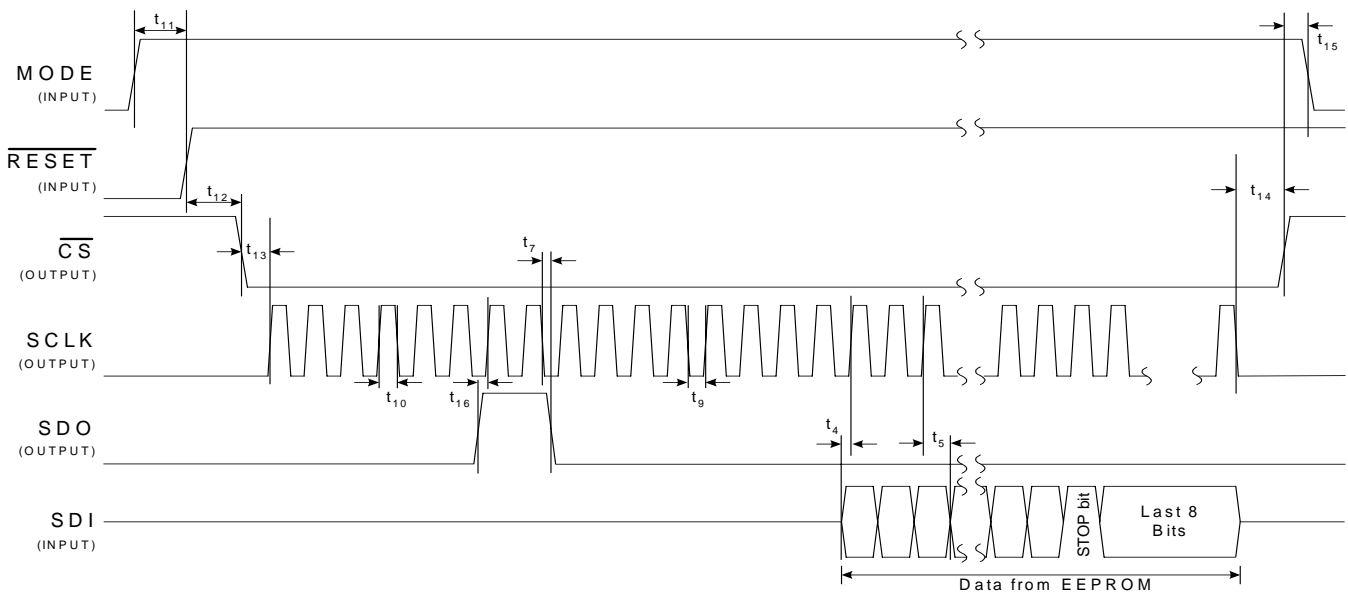 t11
t15
MODE
(INPUT)
RESET
(INPUT)
t12
t14
CS
(OUTPUT)
t13
t7
SCLK
(OUTPUT)
t10
t16
t9
SDO
(OUTPUT)
t4
t5
SDI
(INPUT)
STOP bit
Last 8
Bits
Data from EEPROM